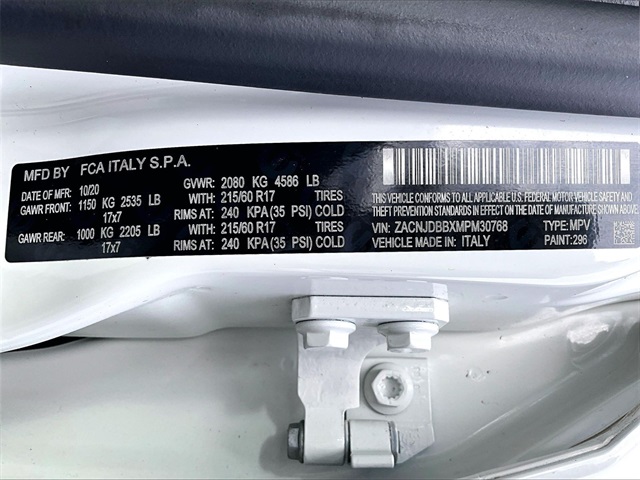 MFD BY FCA ITALY S.P.A.
DATE OF MFR: 10/20 GVWR: 2080 KG 4586 LB
GAWR FRONT: 1150 KG 2535 LB WITH: 215/60 R17 TIRES
17x7 RIMS AT: 240 KPA (35 PSI) COLD
GAWR REAR: 1000 KG 2205 LB WITH: 215/60 R17 TIRES
17x7 RIMS AT: 240 KPA (35 PSI) COLD
THIS VEHICLE CONFORMS TO ALL APPLICABLE U.S. FEDERAL MOTOR VEHICLE SAFETY, BUMPER, AND
THEFT PREVENTION STANDARDS IN EFFECT ON THE DATE OF MANUFACTURE SHOWN ABOVE.
VIN: ZACNJDBBXMPM30768 TYPE: MPV
VEHICLE MADE IN: ITALY PAINT: 296